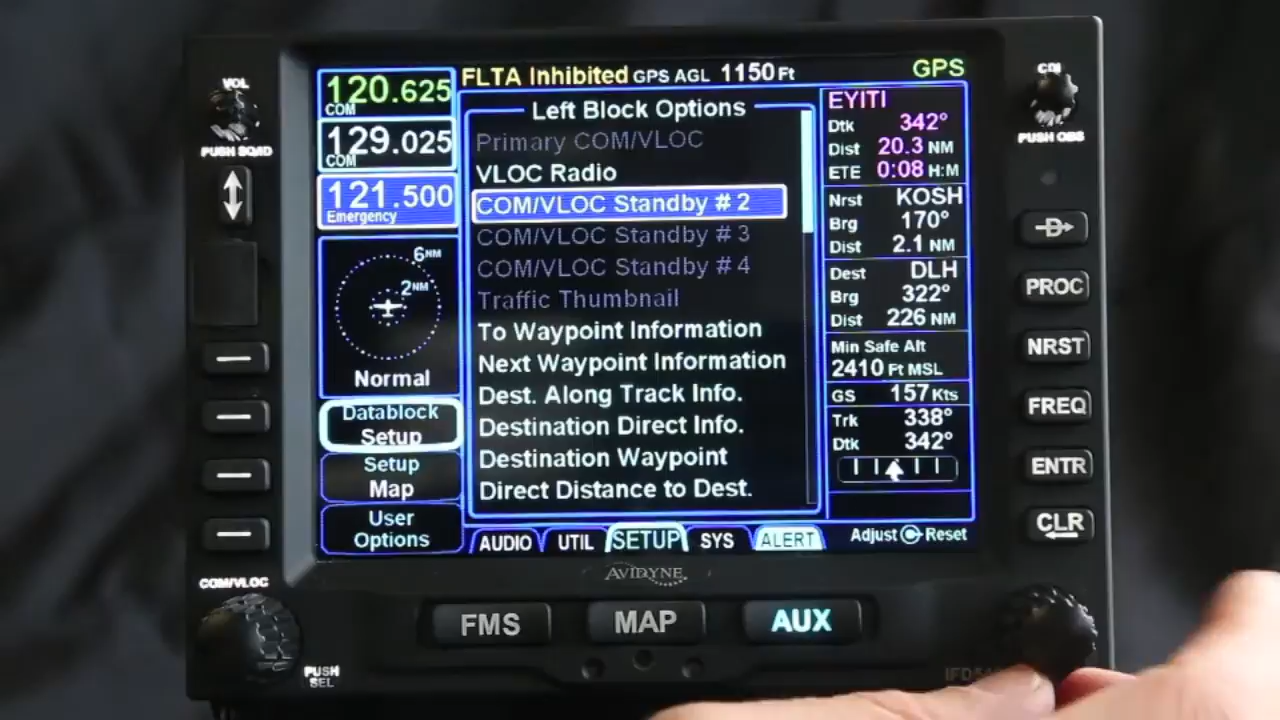 VOL
PUSH SQ/ID
COM/VLOC
PUSH
SEL
120.625
COM
129.025
COM
121.500
Emergency
6NM
2NM
Normal
Datablock
Setup
Setup
Map
User
Options
FLTA Inhibited GPS AGL 1150 Ft
GPS
Left Block Options
Primary COM/VLOC
VLOC Radio
COM/VLOC Standby # 2
COM/VLOC Standby # 3
COM/VLOC Standby # 4
Traffic Thumbnail
To Waypoint Information
Next Waypoint Information
Dest. Along Track Info.
Destination Direct Info.
Destination Waypoint
Direct Distance to Dest.
EYITI
Dtk 342°
Dist 20.3 NM
ETE 0:08 H:M
Nrst KOSH
Brg 170°
Dist 2.1 NM
Dest DLH
Brg 322°
Dist 226 NM
Min Safe Alt
2410 Ft MSL
GS 157 Kts
Trk 338°
Dtk 342°
AUDIO UTIL SETUP SYS ALERT
Adjust Reset
AVIDYNE
FMS MAP AUX
CDI
PUSH OBS
D
PROC
NRST
FREQ
ENTR
CLR